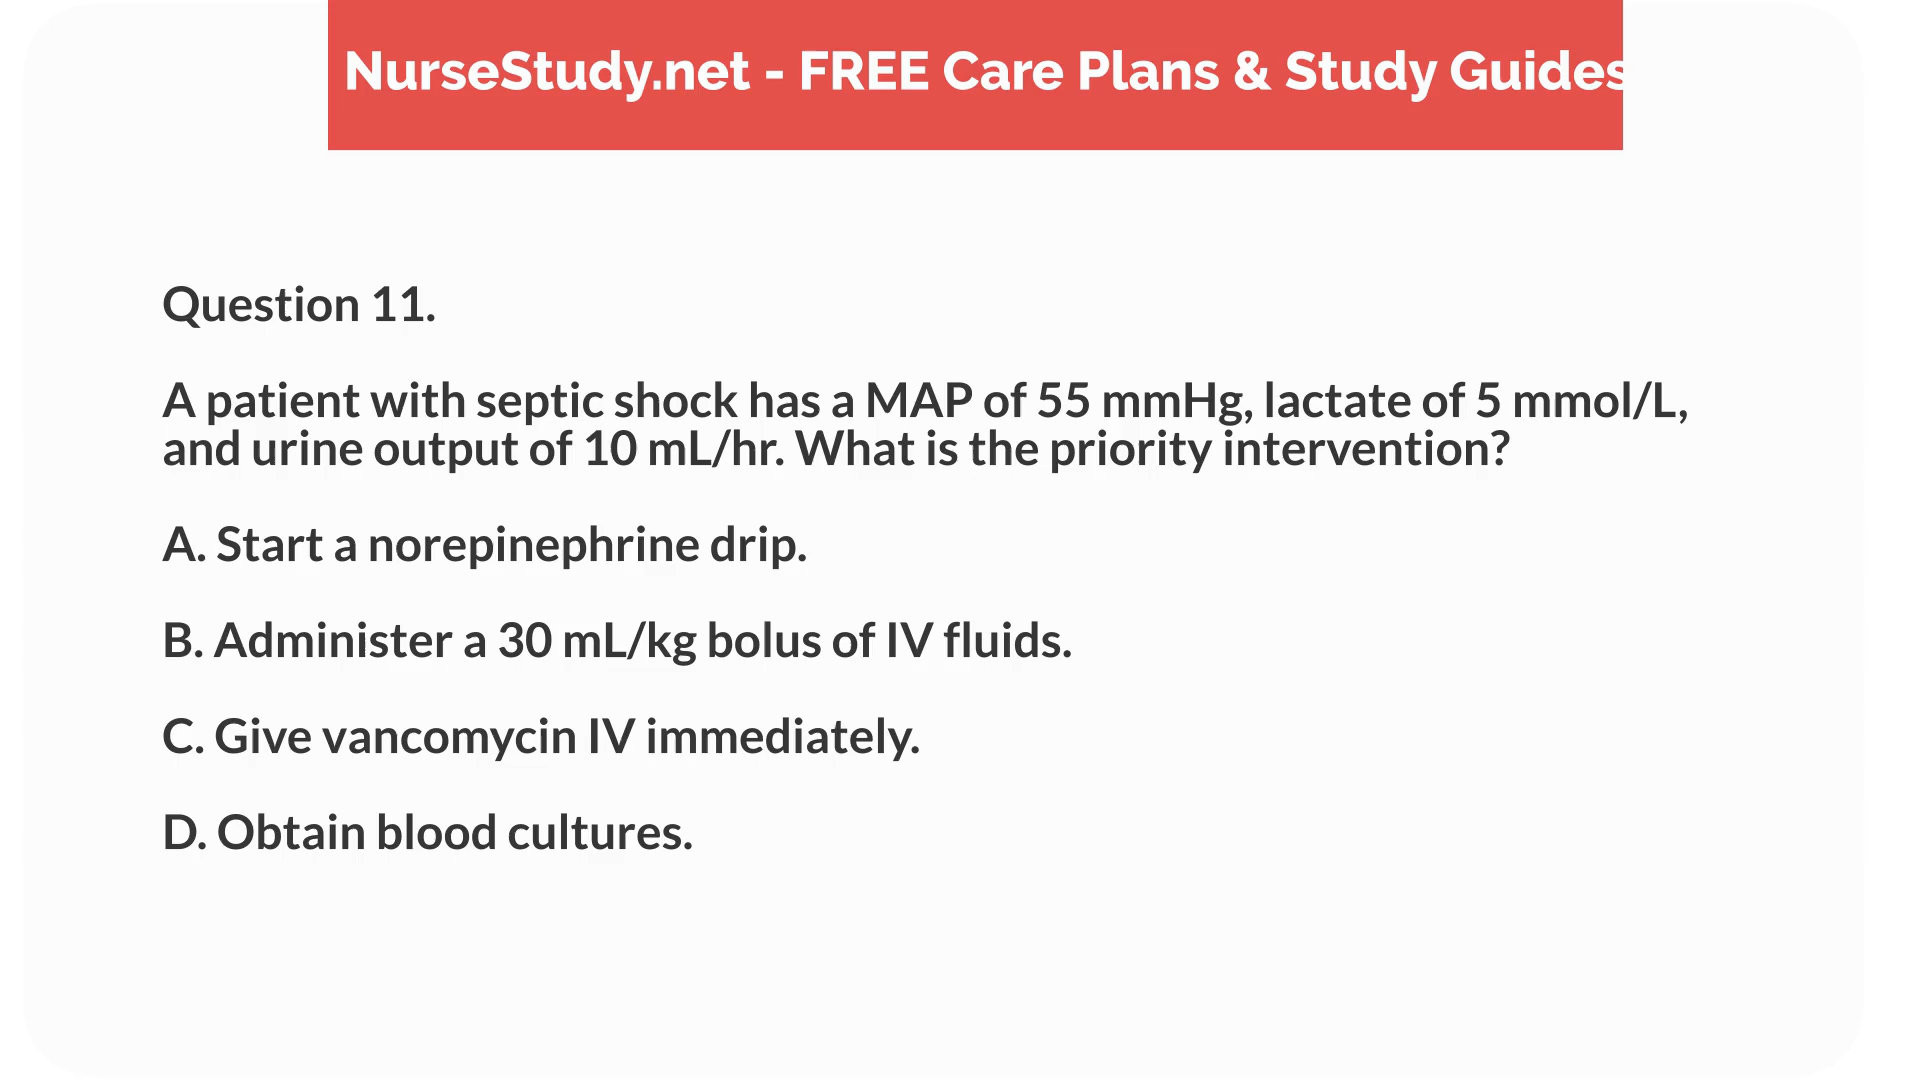 NurseStudy.net - FREE Care Plans & Study Guides
Question 11.
A patient with septic shock has a MAP of 55 mmHg, lactate of 5 mmol/L,
and urine output of 10 mL/hr. What is the priority intervention?
A. Start a norepinephrine drip.
B. Administer a 30 mL/kg bolus of IV fluids.
C. Give vancomycin IV immediately.
D. Obtain blood cultures.